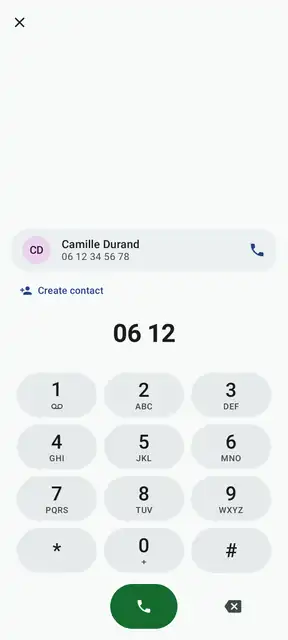 CD
Camille Durand
06 12 34 56 78
Create contact
06 12
1
2
ABC
3
DEF
4
GHI
5
JKL
6
MNO
7
PQRS
8
TUV
9
WXYZ
*
0
+
#